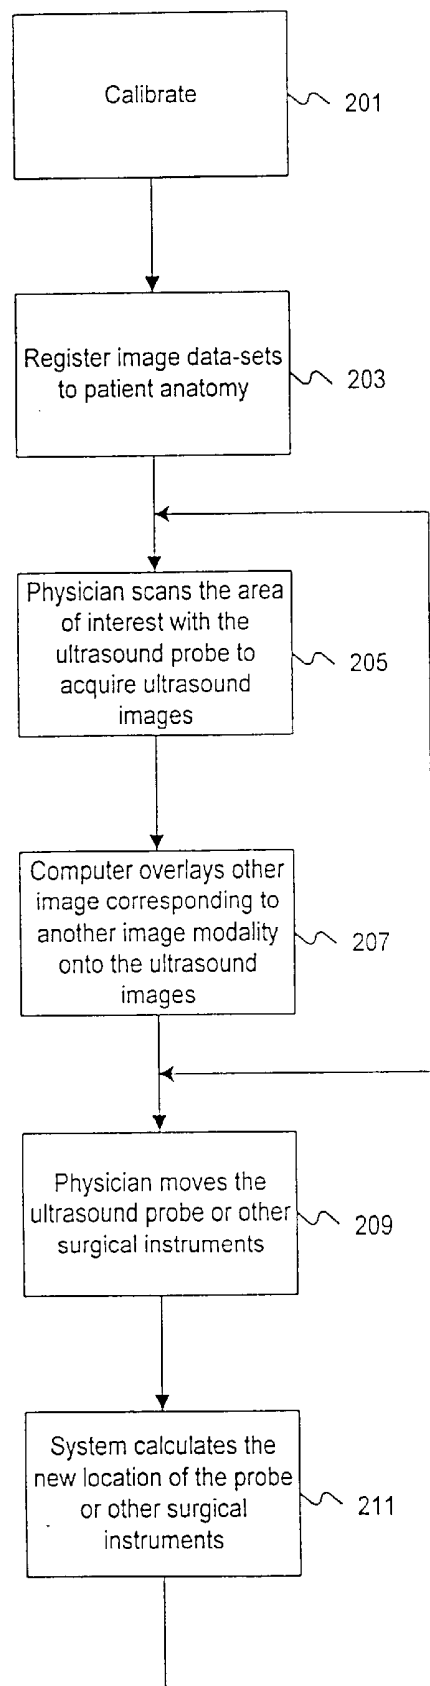 Calibrate
201
Register image data-sets
to patient anatomy
203
Physician scans the area
of interest with the
ultrasound probe to
acquire ultrasound
images
205
Computer overlays other
image corresponding to
another image modality
onto the ultrasound
images
207
Physician moves the
ultrasound probe or other
surgical instruments
209
System calculates the
new location of the probe
or other surgical
instruments
211